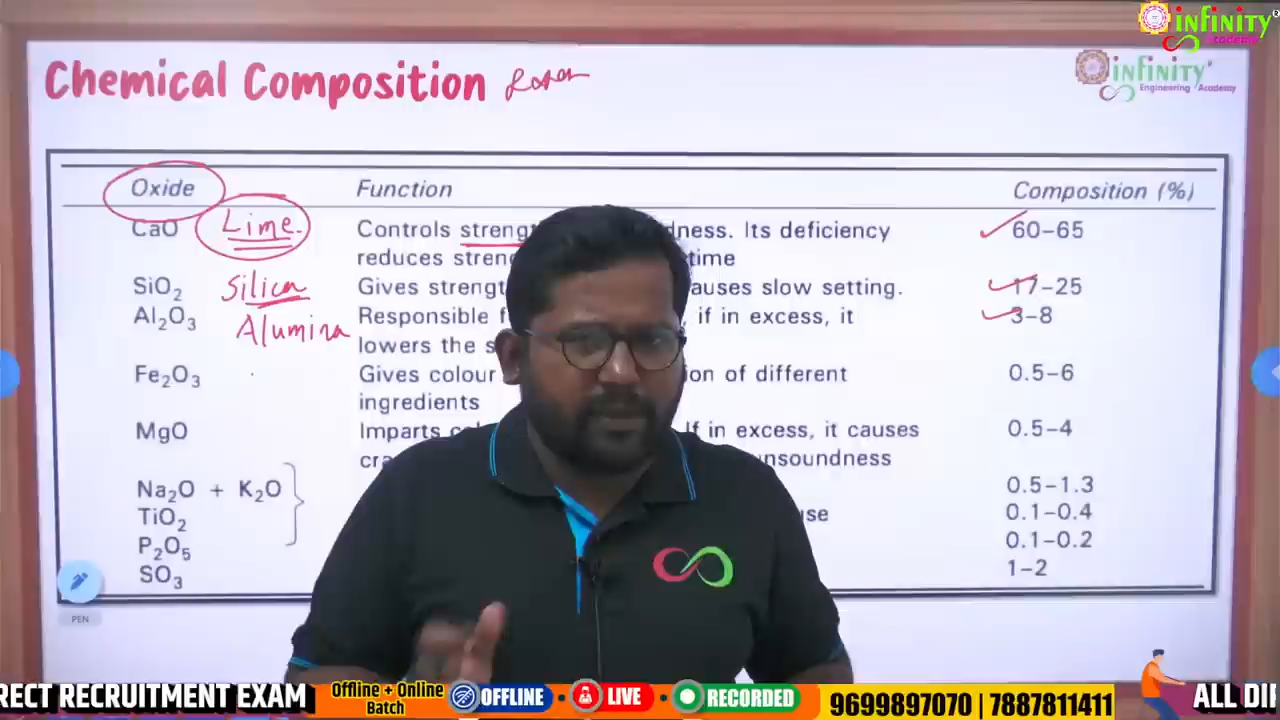 infinity
Academy
Chemical Composition
infinity
Engineering Academy
Oxide Function Composition (%)
CaO Lime. Controls strengt dness. Its deficiency 60–65
reduces streng time
SiO₂ Silica Gives strengt auses slow setting. 17–25
Al₂O₃ Alumina Responsible f , if in excess, it 3–8
lowers the s
Fe₂O₃ Gives colour ion of different 0.5–6
ingredients
MgO Imparts If in excess, it causes 0.5–4
cra unsoundness
Na₂O + K₂O 0.5–1.3
TiO₂ se 0.1–0.4
P₂O₅ 0.1–0.2
SO₃ 1–2
PEN
RECT RECRUITMENT EXAM Offline + Online OFFLINE · LIVE RECORDED 9699897070 | 7887811411 ALL DI
Batch